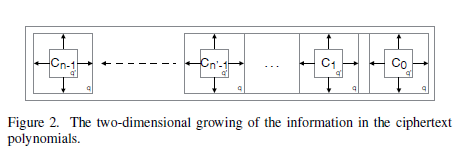 Cn-1 q' q Cn'-1 q' q ... C1 q' q C0 q' q
Figure 2. The two-dimensional growing of the information in the ciphertext
polynomials.